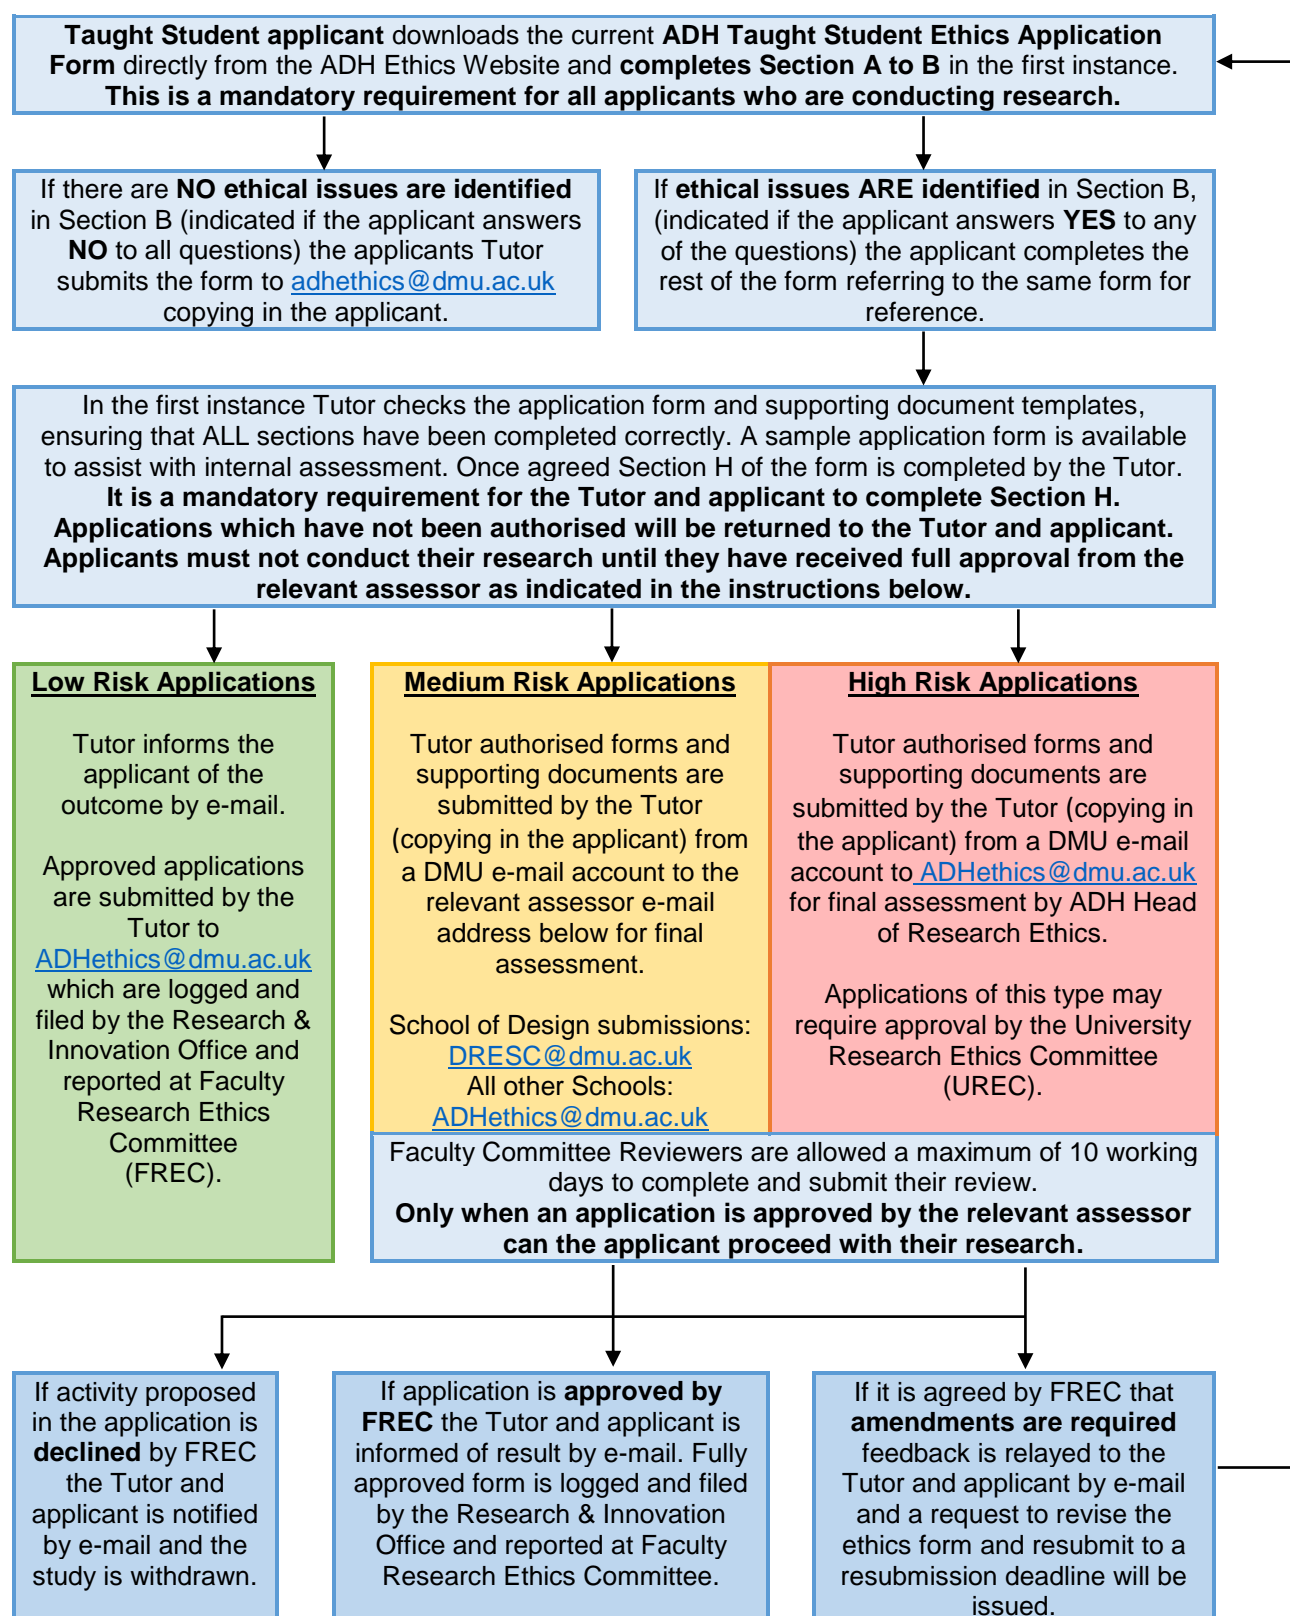 Taught Student applicant downloads the current ADH Taught Student Ethics Application
Form directly from the ADH Ethics Website and completes Section A to B in the first instance.
This is a mandatory requirement for all applicants who are conducting research.
If there are NO ethical issues are identified
in Section B (indicated if the applicant answers
NO to all questions) the applicants Tutor
submits the form to adhethics@dmu.ac.uk
copying in the applicant.
If ethical issues ARE identified in Section B,
(indicated if the applicant answers YES to any
of the questions) the applicant completes the
rest of the form referring to the same form for
reference.
In the first instance Tutor checks the application form and supporting document templates,
ensuring that ALL sections have been completed correctly. A sample application form is available
to assist with internal assessment. Once agreed Section H of the form is completed by the Tutor.
It is a mandatory requirement for the Tutor and applicant to complete Section H.
Applications which have not been authorised will be returned to the Tutor and applicant.
Applicants must not conduct their research until they have received full approval from the
relevant assessor as indicated in the instructions below.
Low Risk Applications
Tutor informs the
applicant of the
outcome by e-mail.
Approved applications
are submitted by the
Tutor to
ADHethics@dmu.ac.uk
which are logged and
filed by the Research &
Innovation Office and
reported at Faculty
Research Ethics
Committee
(FREC).
Medium Risk Applications
Tutor authorised forms and
supporting documents are
submitted by the Tutor
(copying in the applicant) from
a DMU e-mail account to the
relevant assessor e-mail
address below for final
assessment.
School of Design submissions:
DRESC@dmu.ac.uk
All other Schools:
ADHethics@dmu.ac.uk
High Risk Applications
Tutor authorised forms and
supporting documents are
submitted by the Tutor (copying in
the applicant) from a DMU e-mail
account to ADHethics@dmu.ac.uk
for final assessment by ADH Head
of Research Ethics.
Applications of this type may
require approval by the University
Research Ethics Committee
(UREC).
Faculty Committee Reviewers are allowed a maximum of 10 working
days to complete and submit their review.
Only when an application is approved by the relevant assessor
can the applicant proceed with their research.
If activity proposed
in the application is
declined by FREC
the Tutor and
applicant is notified
by e-mail and the
study is withdrawn.
If application is approved by
FREC the Tutor and applicant is
informed of result by e-mail. Fully
approved form is logged and filed
by the Research & Innovation
Office and reported at Faculty
Research Ethics Committee.
If it is agreed by FREC that
amendments are required
feedback is relayed to the
Tutor and applicant by e-mail
and a request to revise the
ethics form and resubmit to a
resubmission deadline will be
issued.